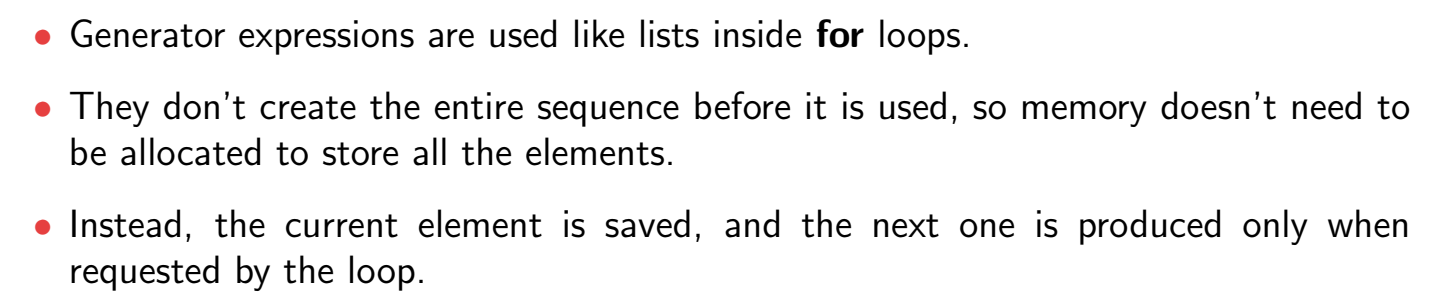 • Generator expressions are used like lists inside for loops.
• They don't create the entire sequence before it is used, so memory doesn't need to
be allocated to store all the elements.
• Instead, the current element is saved, and the next one is produced only when
requested by the loop.